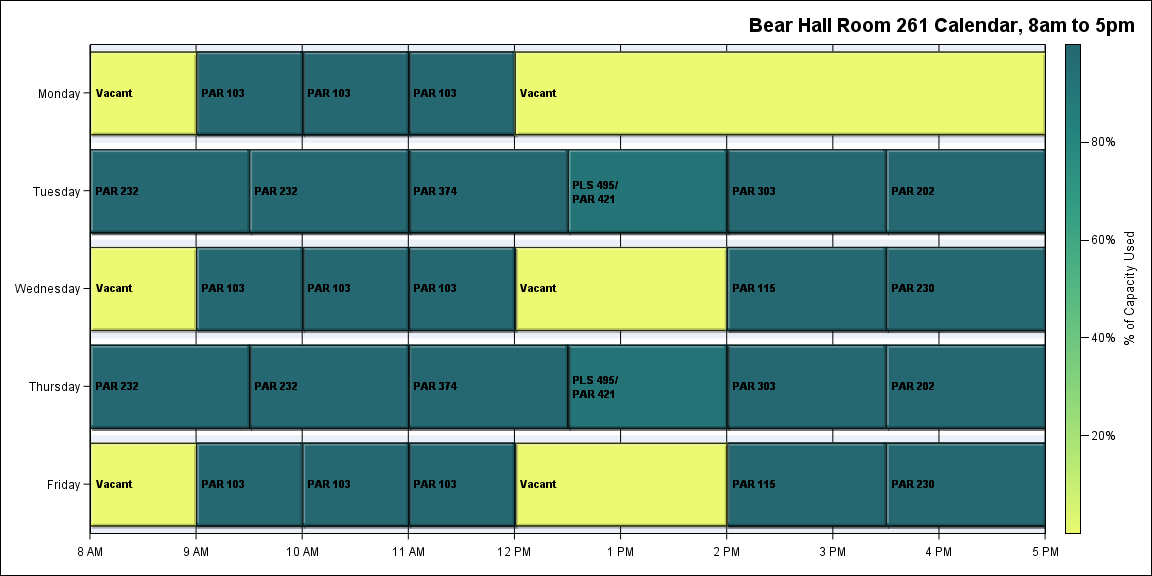 Bear Hall Room 261 Calendar, 8am to 5pm
Monday
Vacant
PAR 103
PAR 103
PAR 103
Vacant
Tuesday
PAR 232
PAR 232
PAR 374
PLS 495/
PAR 421
PAR 303
PAR 202
Wednesday
Vacant
PAR 103
PAR 103
PAR 103
Vacant
PAR 115
PAR 230
Thursday
PAR 232
PAR 232
PAR 374
PLS 495/
PAR 421
PAR 303
PAR 202
Friday
Vacant
PAR 103
PAR 103
PAR 103
Vacant
PAR 115
PAR 230
8 AM
9 AM
10 AM
11 AM
12 PM
1 PM
2 PM
3 PM
4 PM
5 PM
80%
60%
40%
20%
% of Capacity Used